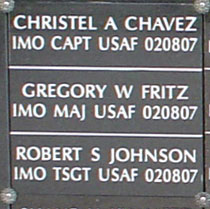 CHRISTEL A CHAVEZ
IMO CAPT USAF 020807
GREGORY W FRITZ
IMO MAJ USAF 020807
ROBERT S JOHNSON
IMO TSGT USAF 020807